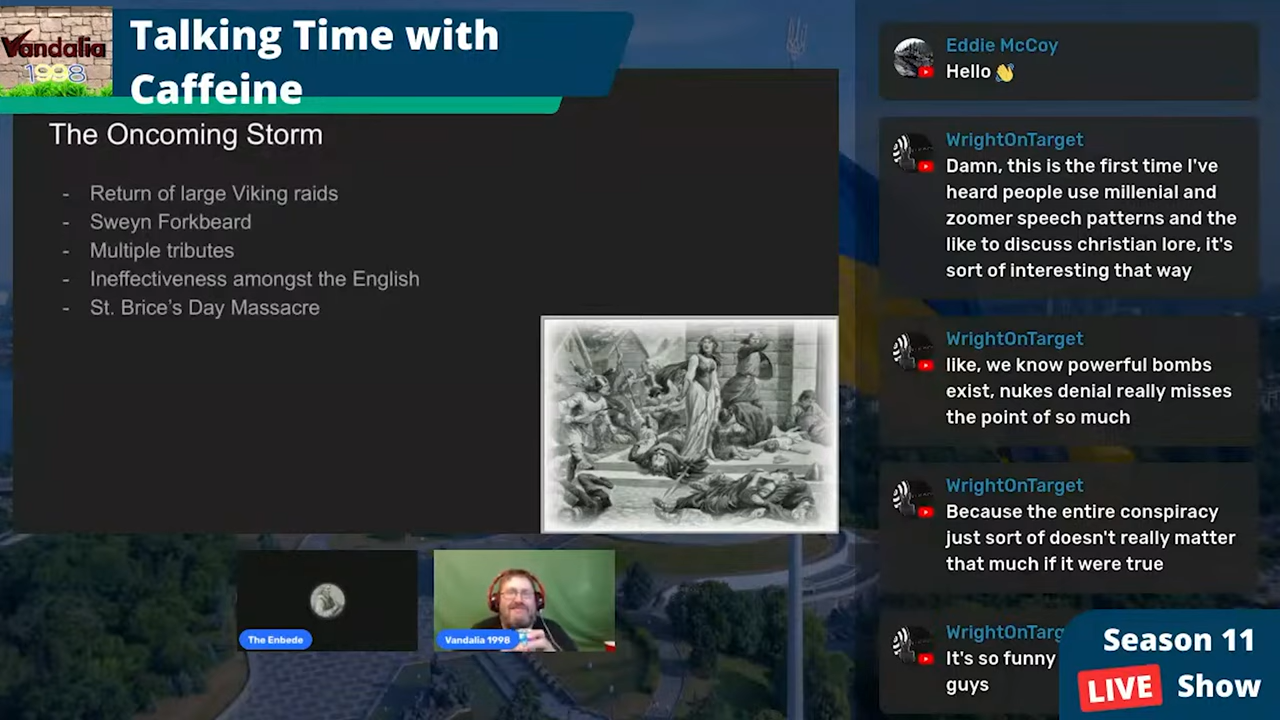 Vandalia
1998
Talking Time with
Caffeine
The Oncoming Storm
- Return of large Viking raids
- Sweyn Forkbeard
- Multiple tributes
- Ineffectiveness amongst the English
- St. Brice's Day Massacre
The Enbede
Vandalia 1998
Eddie McCoy
Hello 👋
WrightOnTarget
Damn, this is the first time I've
heard people use millenial and
zoomer speech patterns and the
like to discuss christian lore, it's
sort of interesting that way
WrightOnTarget
like, we know powerful bombs
exist, nukes denial really misses
the point of so much
WrightOnTarget
Because the entire conspiracy
just sort of doesn't really matter
that much if it were true
WrightOnTarg
It's so funny
guys
Season 11
LIVE Show